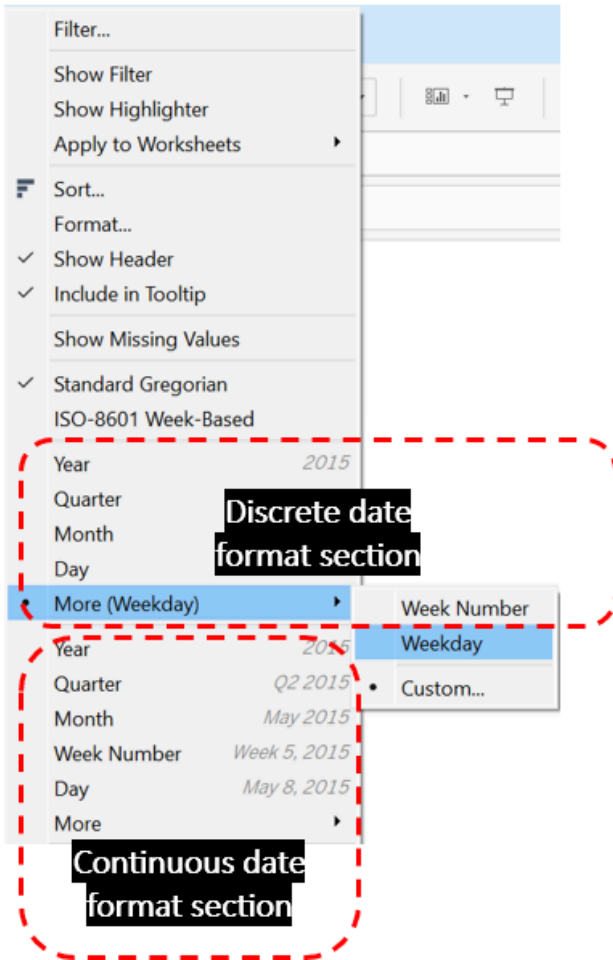 Filter...
Show Filter
Show Highlighter
Apply to Worksheets
Sort...
Format...
Show Header
Include in Tooltip
Show Missing Values
Standard Gregorian
ISO-8601 Week-Based
Year 2015
Quarter
Month
Day
Discrete date
format section
More (Weekday)
Week Number
Weekday
Custom...
Year 2015
Quarter Q2 2015
Month May 2015
Week Number Week 5, 2015
Day May 8, 2015
More
Continuous date
format section